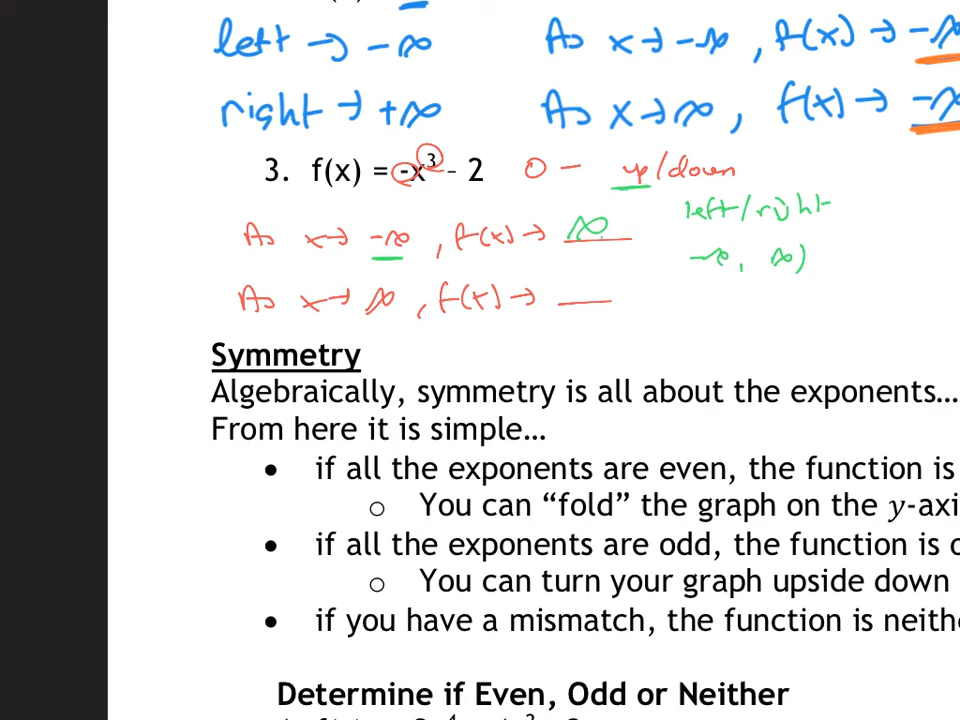 left → -∞ As x → -∞, f(x) → -∞
right → +∞ As x → ∞, f(x) → -∞
3. f(x) = -x³ - 2 O - up/down
left/right
As x → -∞, f(x) → ∞
-∞, ∞)
As x → ∞, f(x) → __
Symmetry
Algebraically, symmetry is all about the exponents…
From here it is simple…
• if all the exponents are even, the function is
o You can “fold” the graph on the y-axi
• if all the exponents are odd, the function is o
o You can turn your graph upside down
• if you have a mismatch, the function is neithe
Determine if Even, Odd or Neither